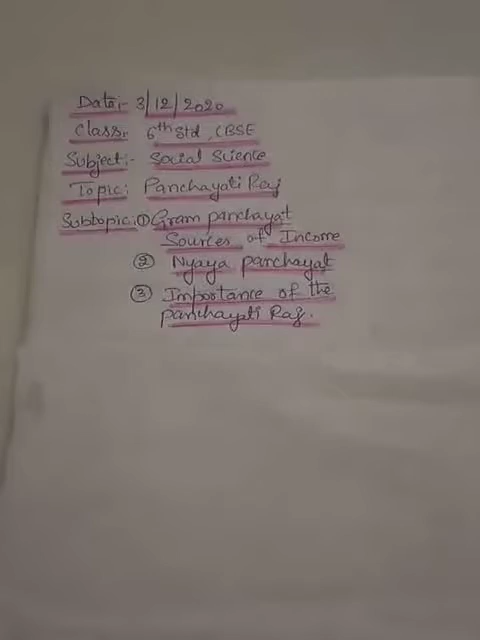 Date:- 3/12/2020
Class:- 6th Std, CBSE
Subject:- Social Science
Topic: Panchayati Raj
Subtopic: ① Gram panchayat
Sources of Income
② Nyaya panchayat
③ Importance of the
panchayati Raj.